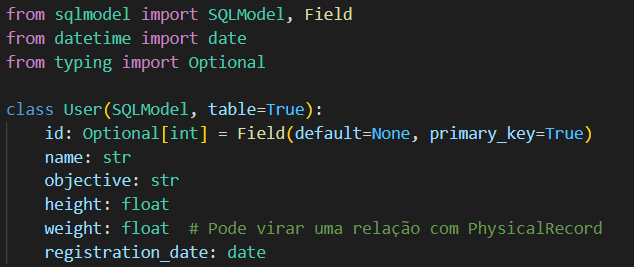 from sqlmodel import SQLModel, Field
from datetime import date
from typing import Optional
class User(SQLModel, table=True):
    id: Optional[int] = Field(default=None, primary_key=True)
    name: str
    objective: str
    height: float
    weight: float  # Pode virar uma relação com PhysicalRecord
    registration_date: date